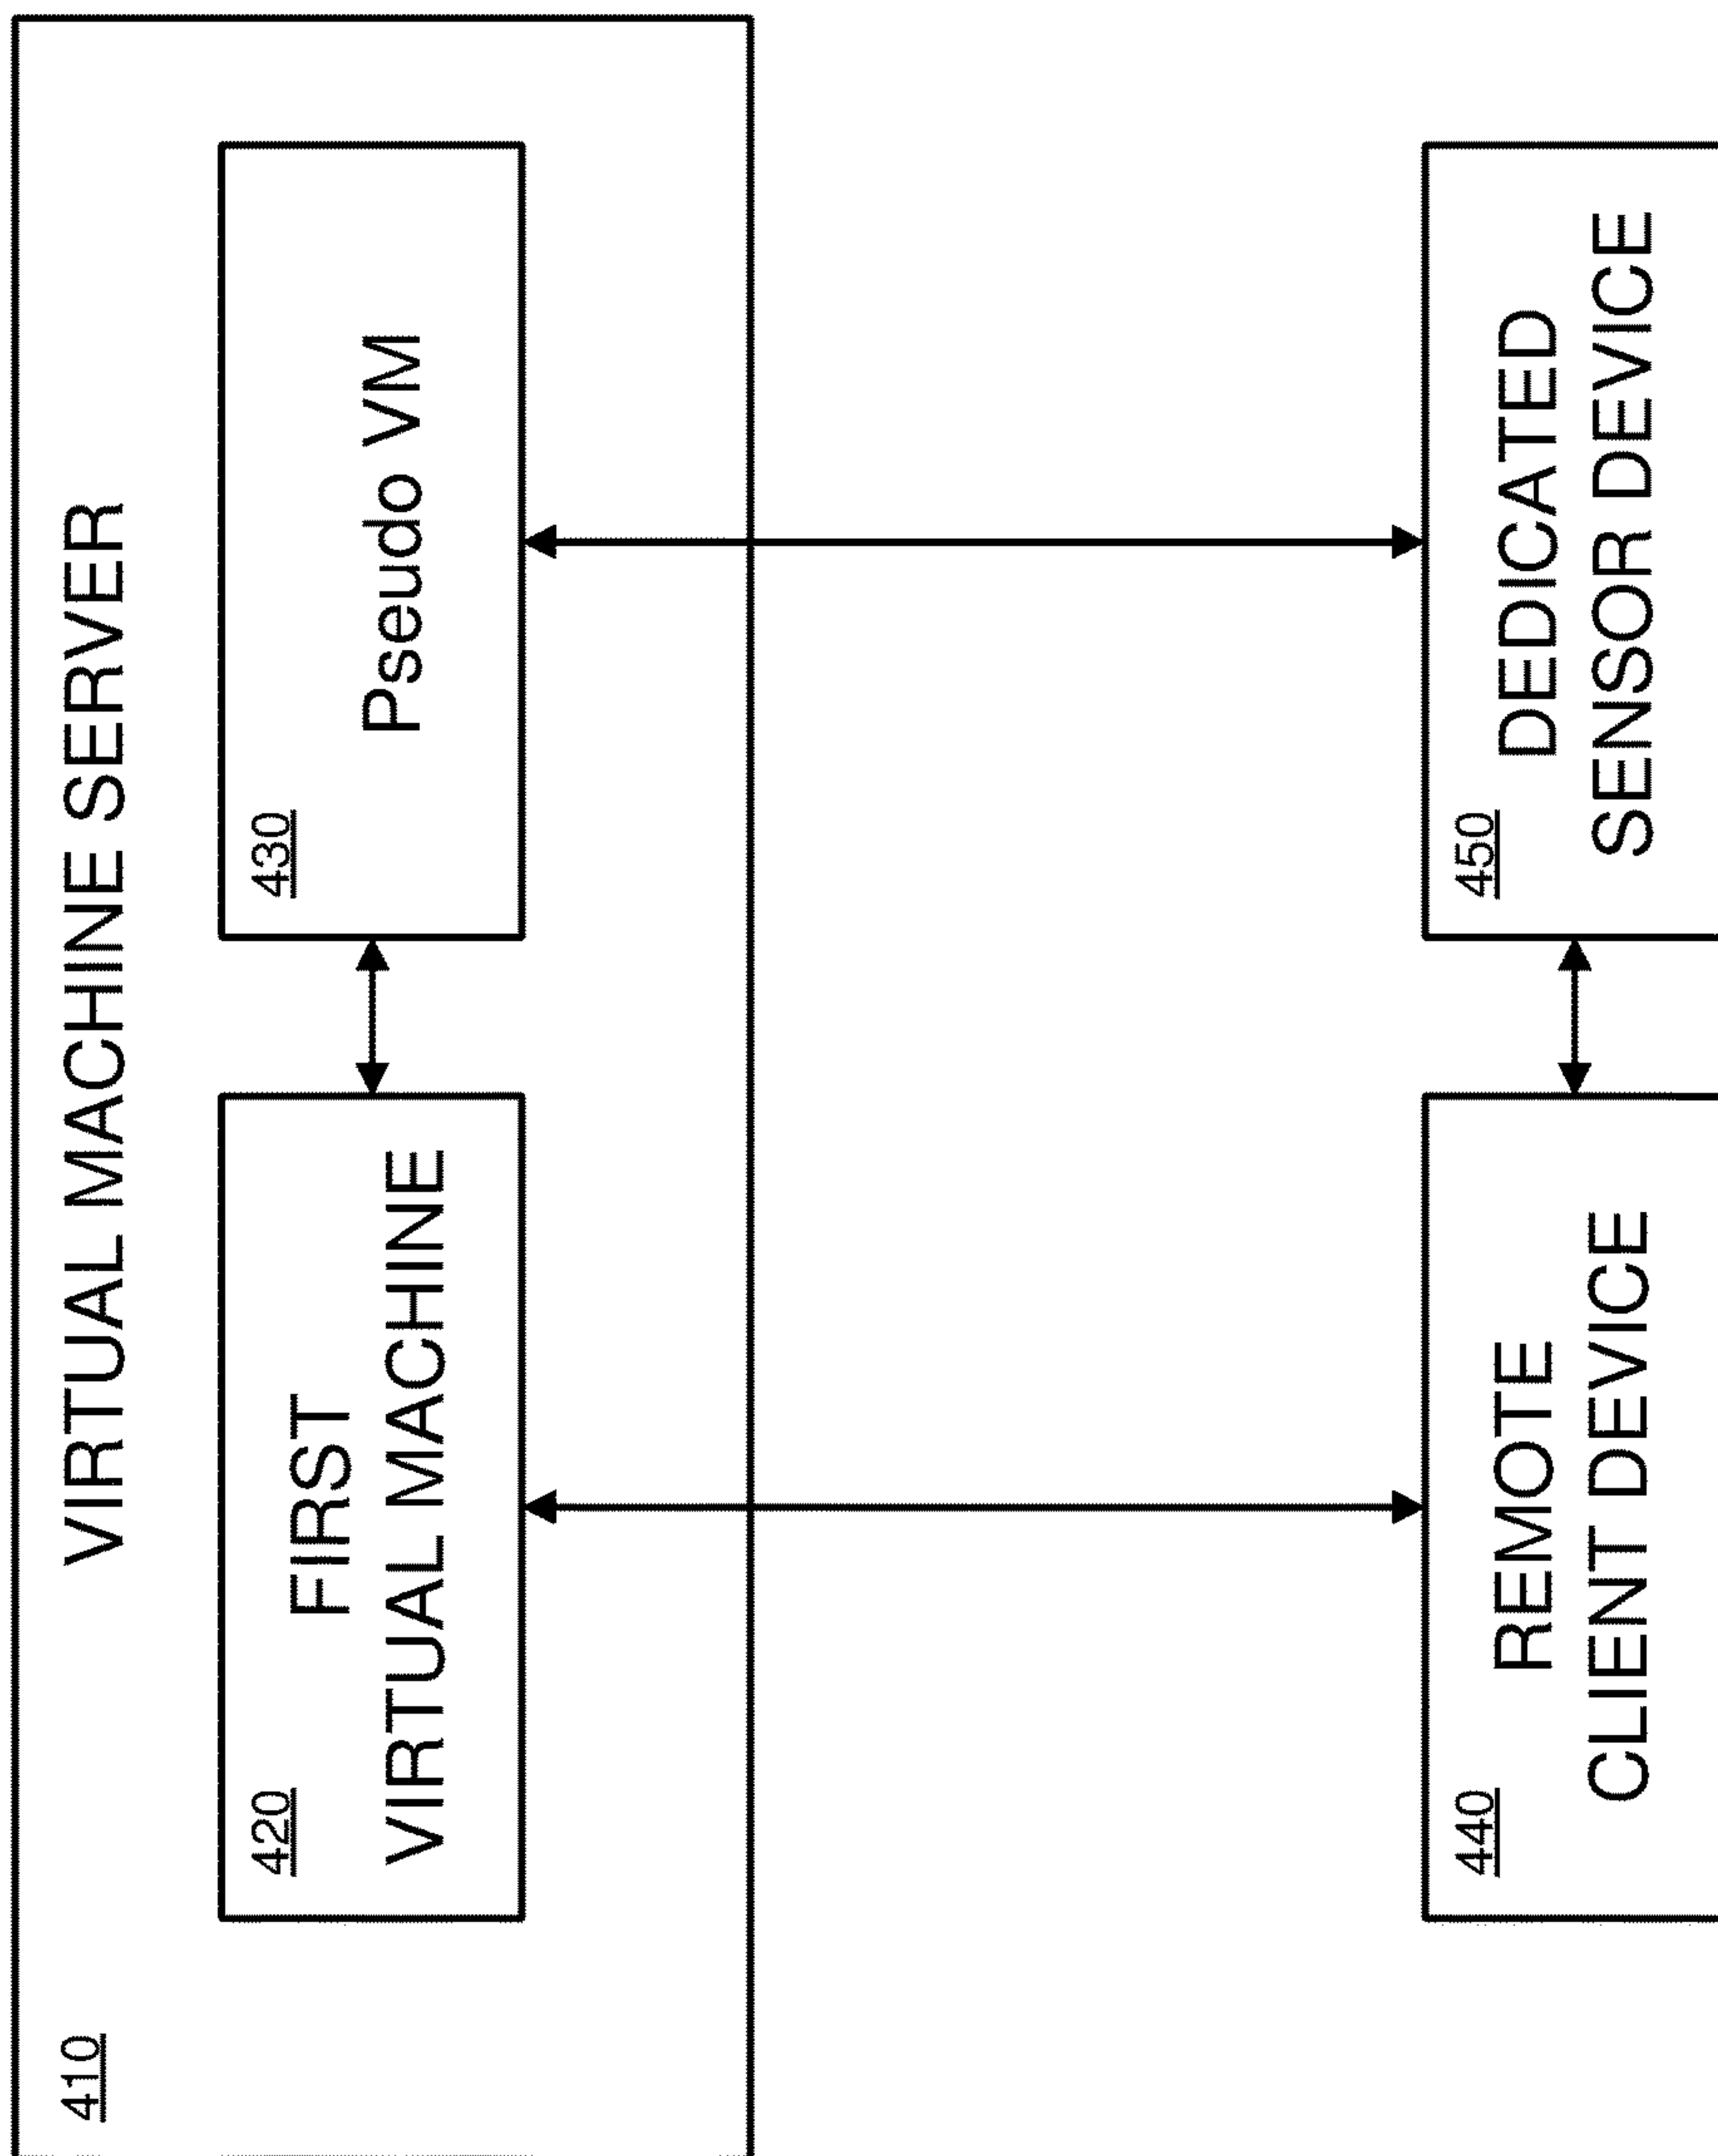 410
VIRTUAL MACHINE SERVER
420
FIRST
VIRTUAL MACHINE
430
Pseudo VM
440
REMOTE
CLIENT DEVICE
450
DEDICATED
SENSOR DEVICE